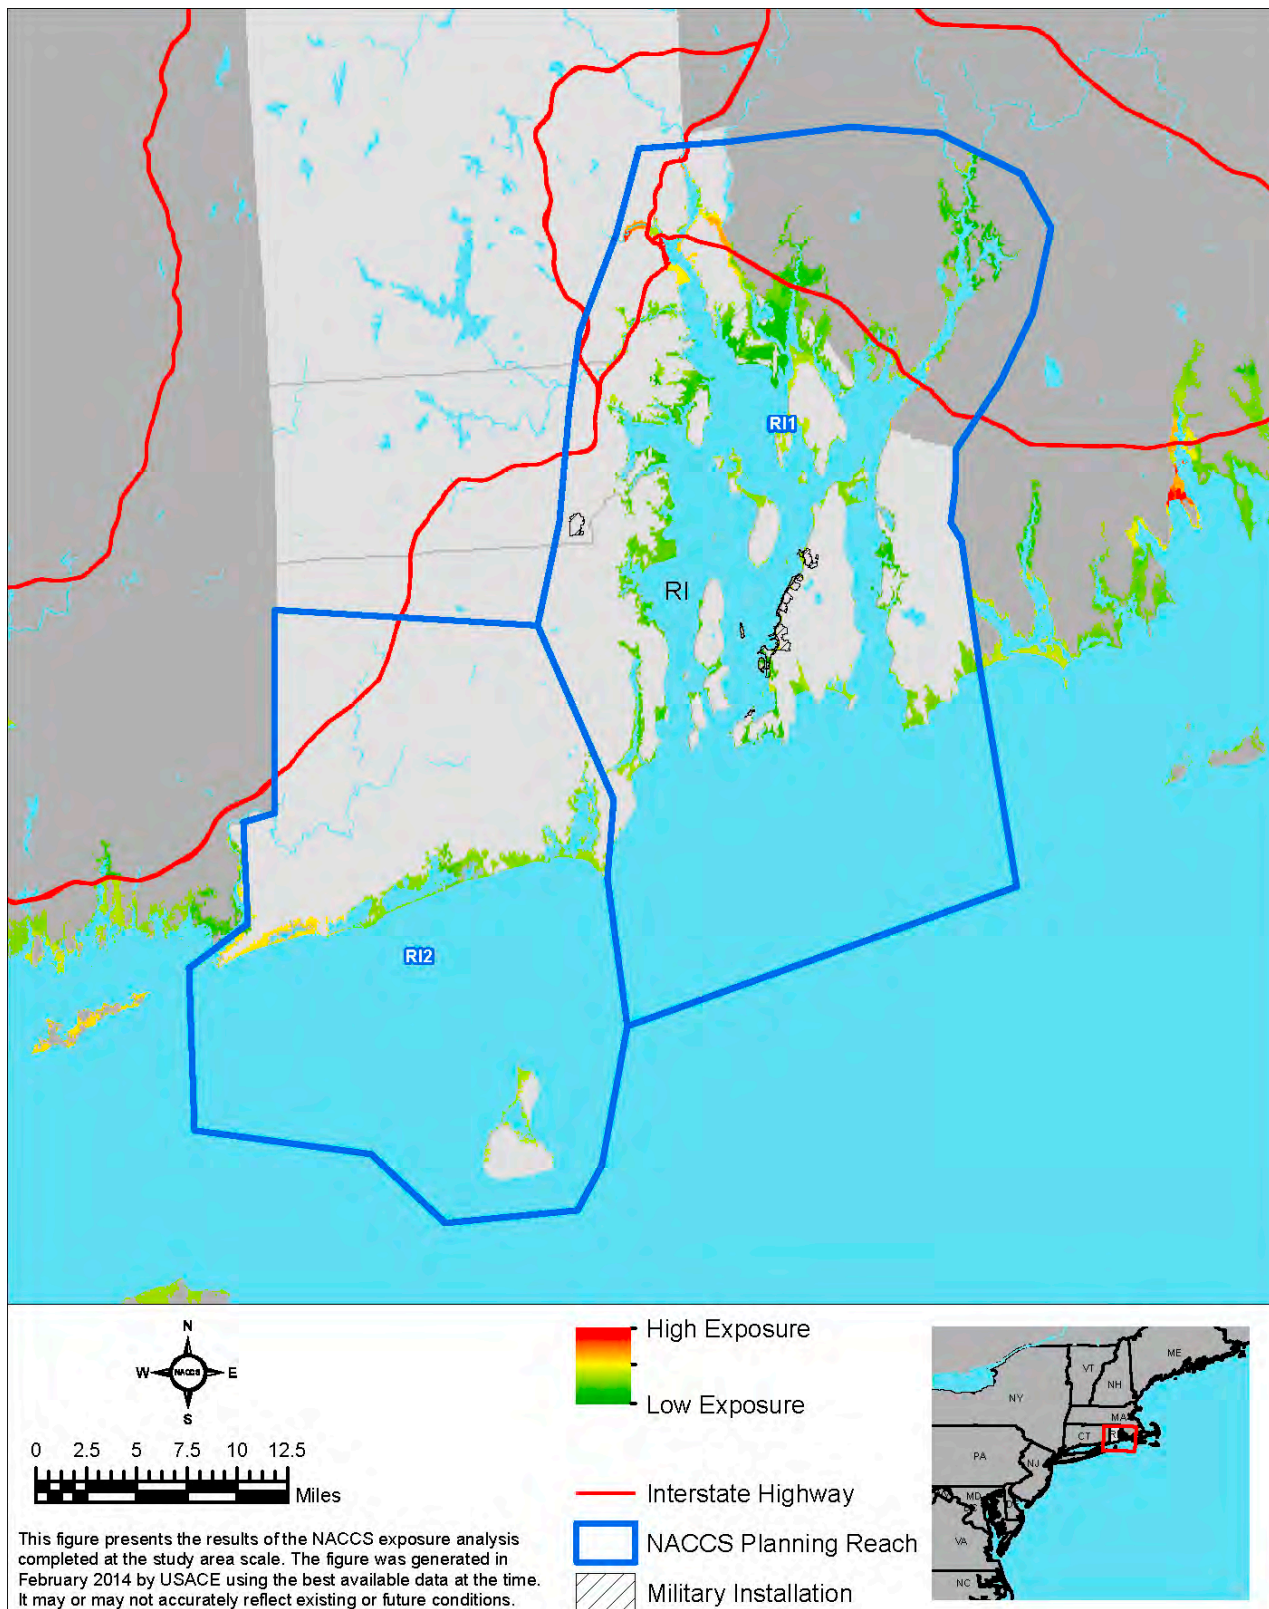 RI1
RI
RI2
N
W NACCS E
S
0 2.5 5 7.5 10 12.5
Miles
This figure presents the results of the NACCS exposure analysis
completed at the study area scale. The figure was generated in
February 2014 by USACE using the best available data at the time.
It may or may not accurately reflect existing or future conditions.
High Exposure
Low Exposure
Interstate Highway
NACCS Planning Reach
Military Installation
ME
VT
NH
NY
MA
CT
PA
NJ
MD
VA
NC